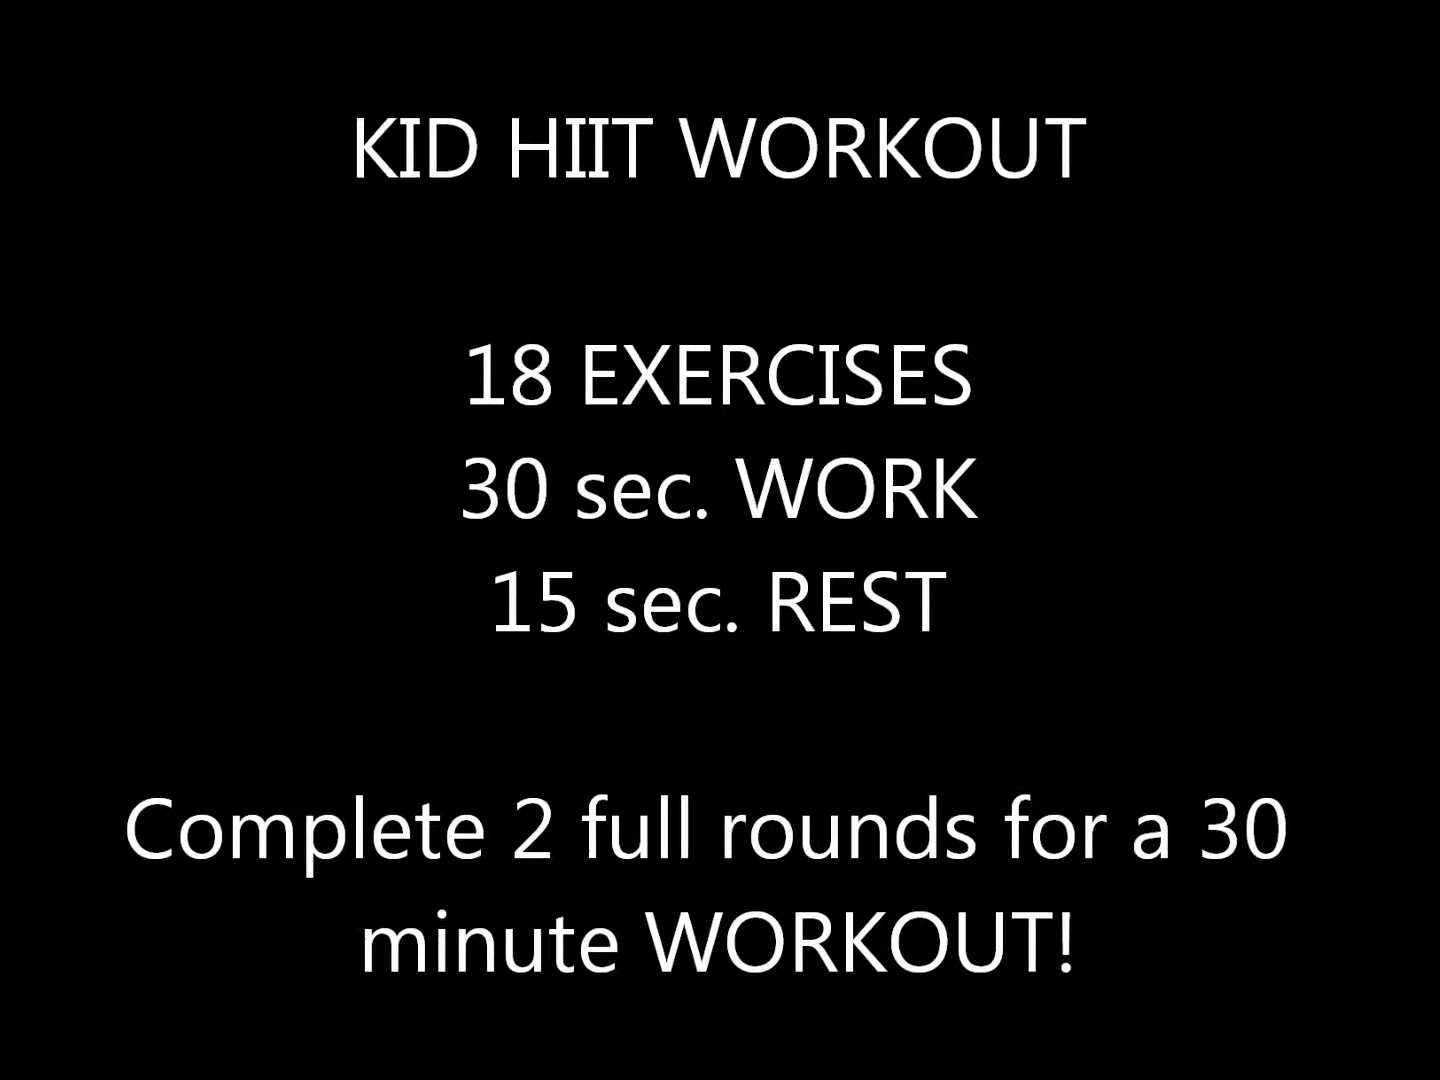 KID HIIT WORKOUT
18 EXERCISES
30 sec. WORK
15 sec. REST
Complete 2 full rounds for a 30
minute WORKOUT!